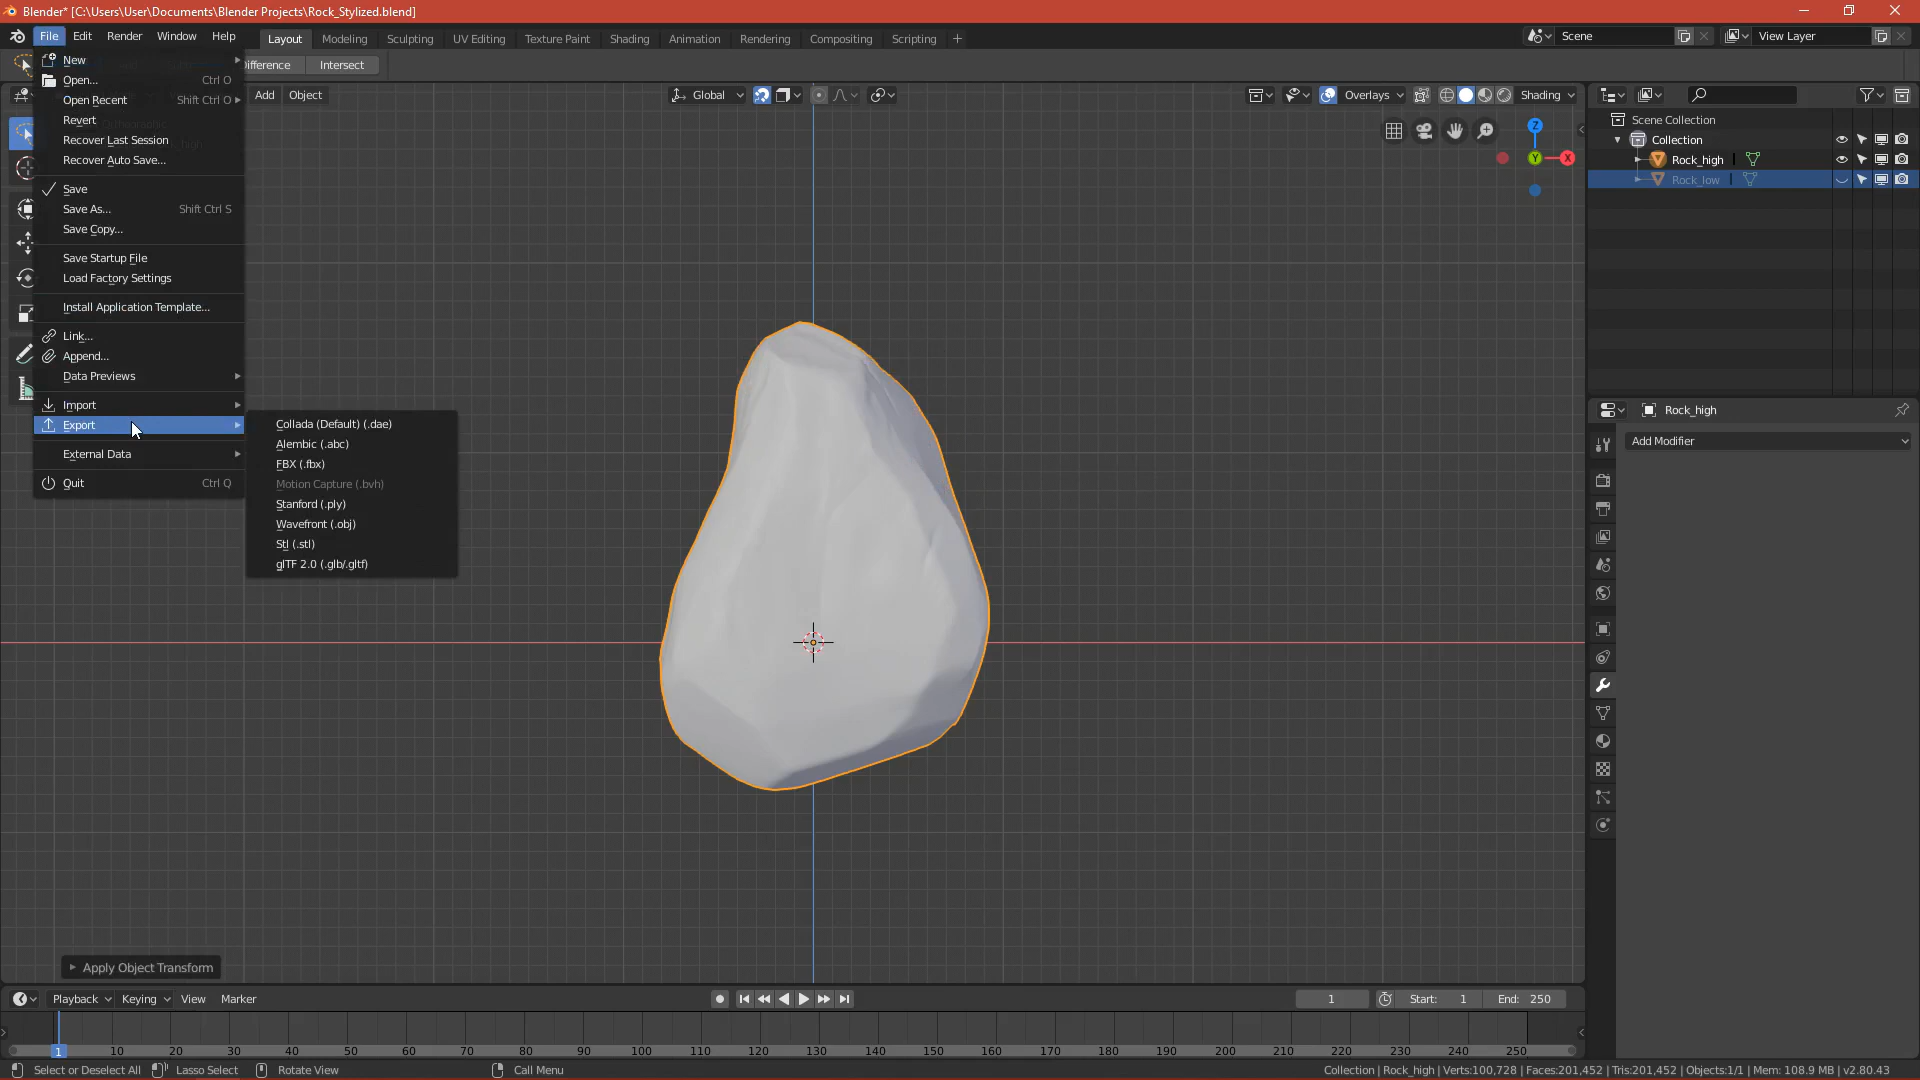 Blender* [C:\Users\User\Documents\Blender Projects\Rock_Stylized.blend]
File Edit Render Window Help Layout Modeling Sculpting UV Editing Texture Paint Shading Animation Rendering Compositing Scripting + Scene View Layer
New
ifference Intersect
Open... Ctrl O
Open Recent Shift Ctrl O
Add Object Global Overlays Shading
Revert
Recover Last Session
Recover Auto Save...
Save
Save As... Shift Ctrl S
Save Copy...
Save Startup File
Load Factory Settings
Install Application Template...
Link...
Append...
Data Previews
Import
Export
External Data
Quit Ctrl Q
Collada (Default) (.dae)
Alembic (.abc)
FBX (.fbx)
Motion Capture (.bvh)
Stanford (.ply)
Wavefront (.obj)
Stl (.stl)
glTF 2.0 (.glb/.gltf)
Z
Y
X
Scene Collection
Collection
Rock_high
Rock_low
Rock_high
Add Modifier
Apply Object Transform
Playback Keying View Marker 1 Start: 1 End: 250
1 10 20 30 40 50 60 70 80 90 100 110 120 130 140 150 160 170 180 190 200 210 220 230 240 250
Select or Deselect All Lasso Select Rotate View Call Menu Collection | Rock_high | Verts:100,728 | Faces:201,452 | Tris:201,452 | Objects:1/1 | Mem: 108.9 MB | v2.80.43